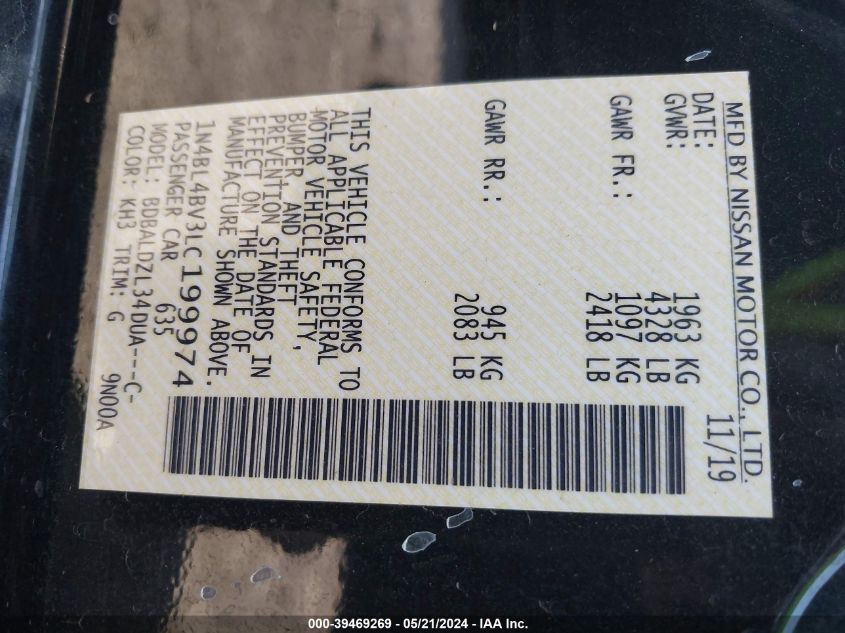 MFD BY NISSAN MOTOR CO., LTD.
DATE: 11/19
GVWR: 1963 KG
4328 LB
GAWR FR.: 1097 KG
2418 LB
GAWR RR.: 945 KG
2083 LB
THIS VEHICLE CONFORMS TO
ALL APPLICABLE FEDERAL
MOTOR VEHICLE SAFETY,
BUMPER AND THEFT
PREVENTION STANDARDS IN
EFFECT ON THE DATE OF
MANUFACTURE SHOWN ABOVE.
1N4BL4BV3LC199974
PASSENGER CAR 635
MODEL: BDBALDZL34DUA---C-
COLOR: KH3 TRIM: G 9N00A
000-39469269 - 05/21/2024 - IAA Inc.